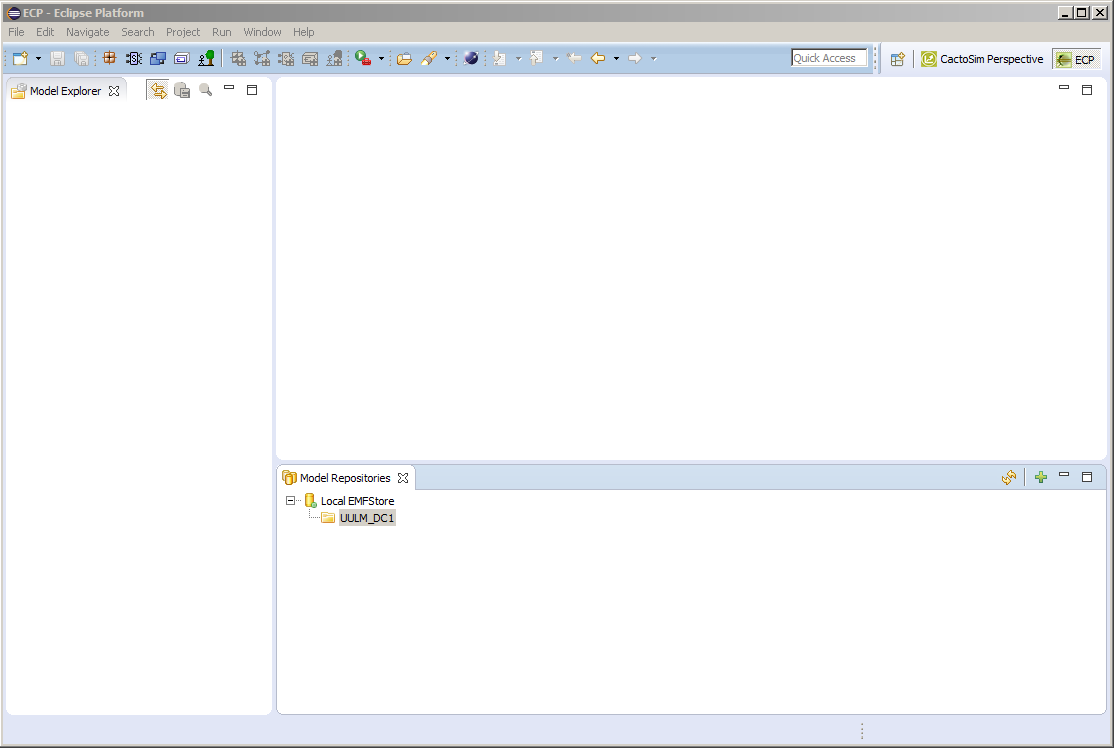 ECP - Eclipse Platform
File Edit Navigate Search Project Run Window Help
Quick Access CactoSim Perspective ECP
Model Explorer
Model Repositories
Local EMFStore
UULM_DC1